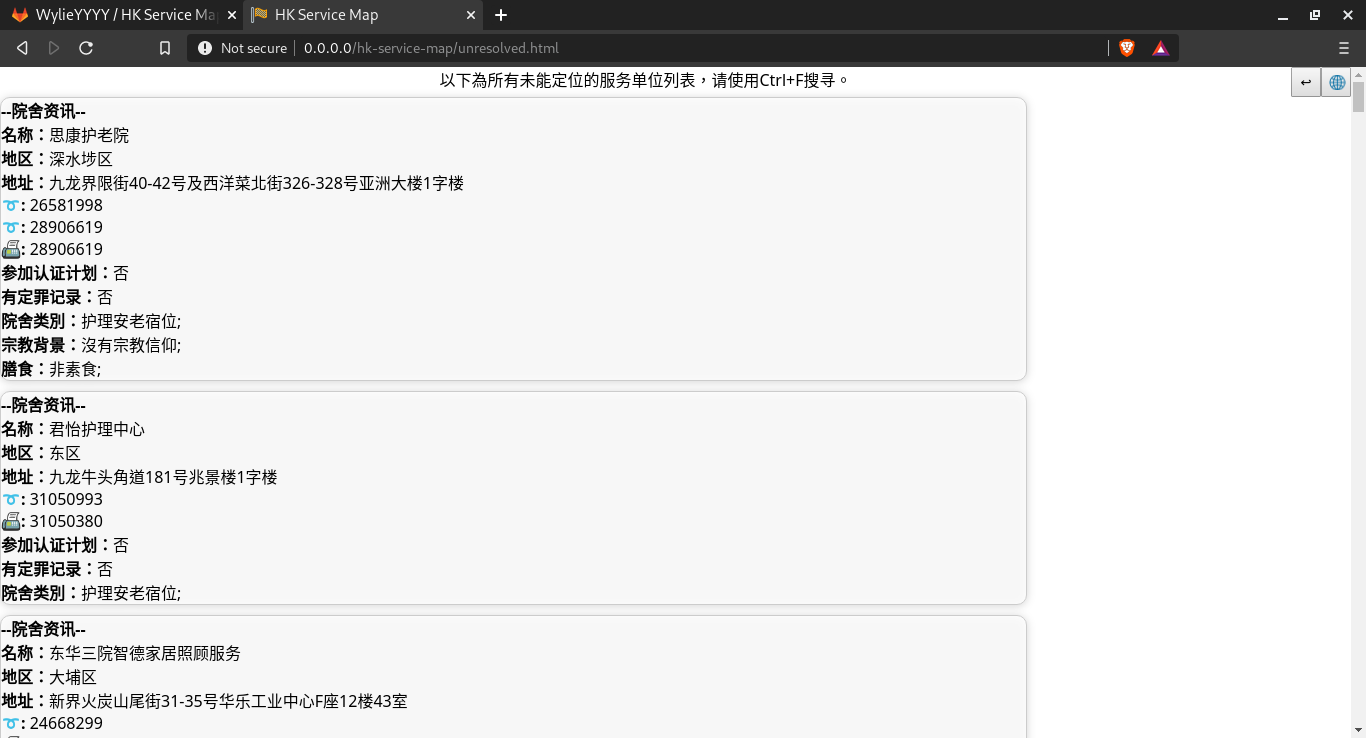 WylieYYYY / HK Service Ma
HK Service Map
Not secure 0.0.0.0/hk-service-map/unresolved.html
以下為所有未能定位的服务单位列表，请使用Ctrl+F搜寻。
--院舍资讯--
名称：思康护老院
地区：深水埗区
地址：九龙界限街40-42号及西洋菜北街326-328号亚洲大楼1字楼
➰: 26581998
➰: 28906619
📠: 28906619
参加认证计划：否
有定罪记录：否
院舍类別：护理安老宿位;
宗教背景：沒有宗教信仰;
膳食：非素食;
--院舍资讯--
名称：君怡护理中心
地区：东区
地址：九龙牛头角道181号兆景楼1字楼
➰: 31050993
📠: 31050380
参加认证计划：否
有定罪记录：否
院舍类別：护理安老宿位;
--院舍资讯--
名称：东华三院智德家居照顾服务
地区：大埔区
地址：新界火炭山尾街31-35号华乐工业中心F座12楼43室
➰: 24668299